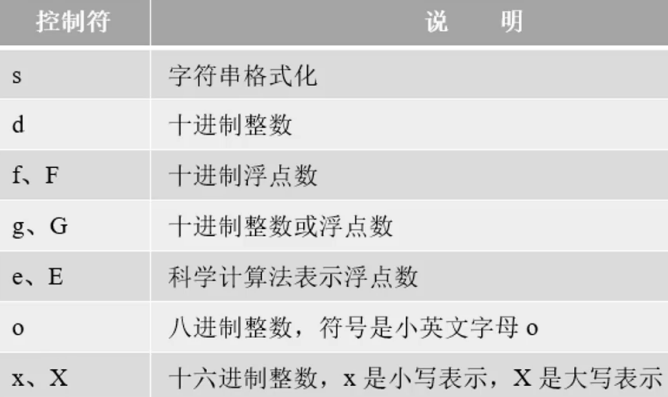 控制符 说 明
s 字符串格式化
d 十进制整数
f、F 十进制浮点数
g、G 十进制整数或浮点数
e、E 科学计算法表示浮点数
o 八进制整数，符号是小英文字母 o
x、X 十六进制整数，x 是小写表示，X 是大写表示